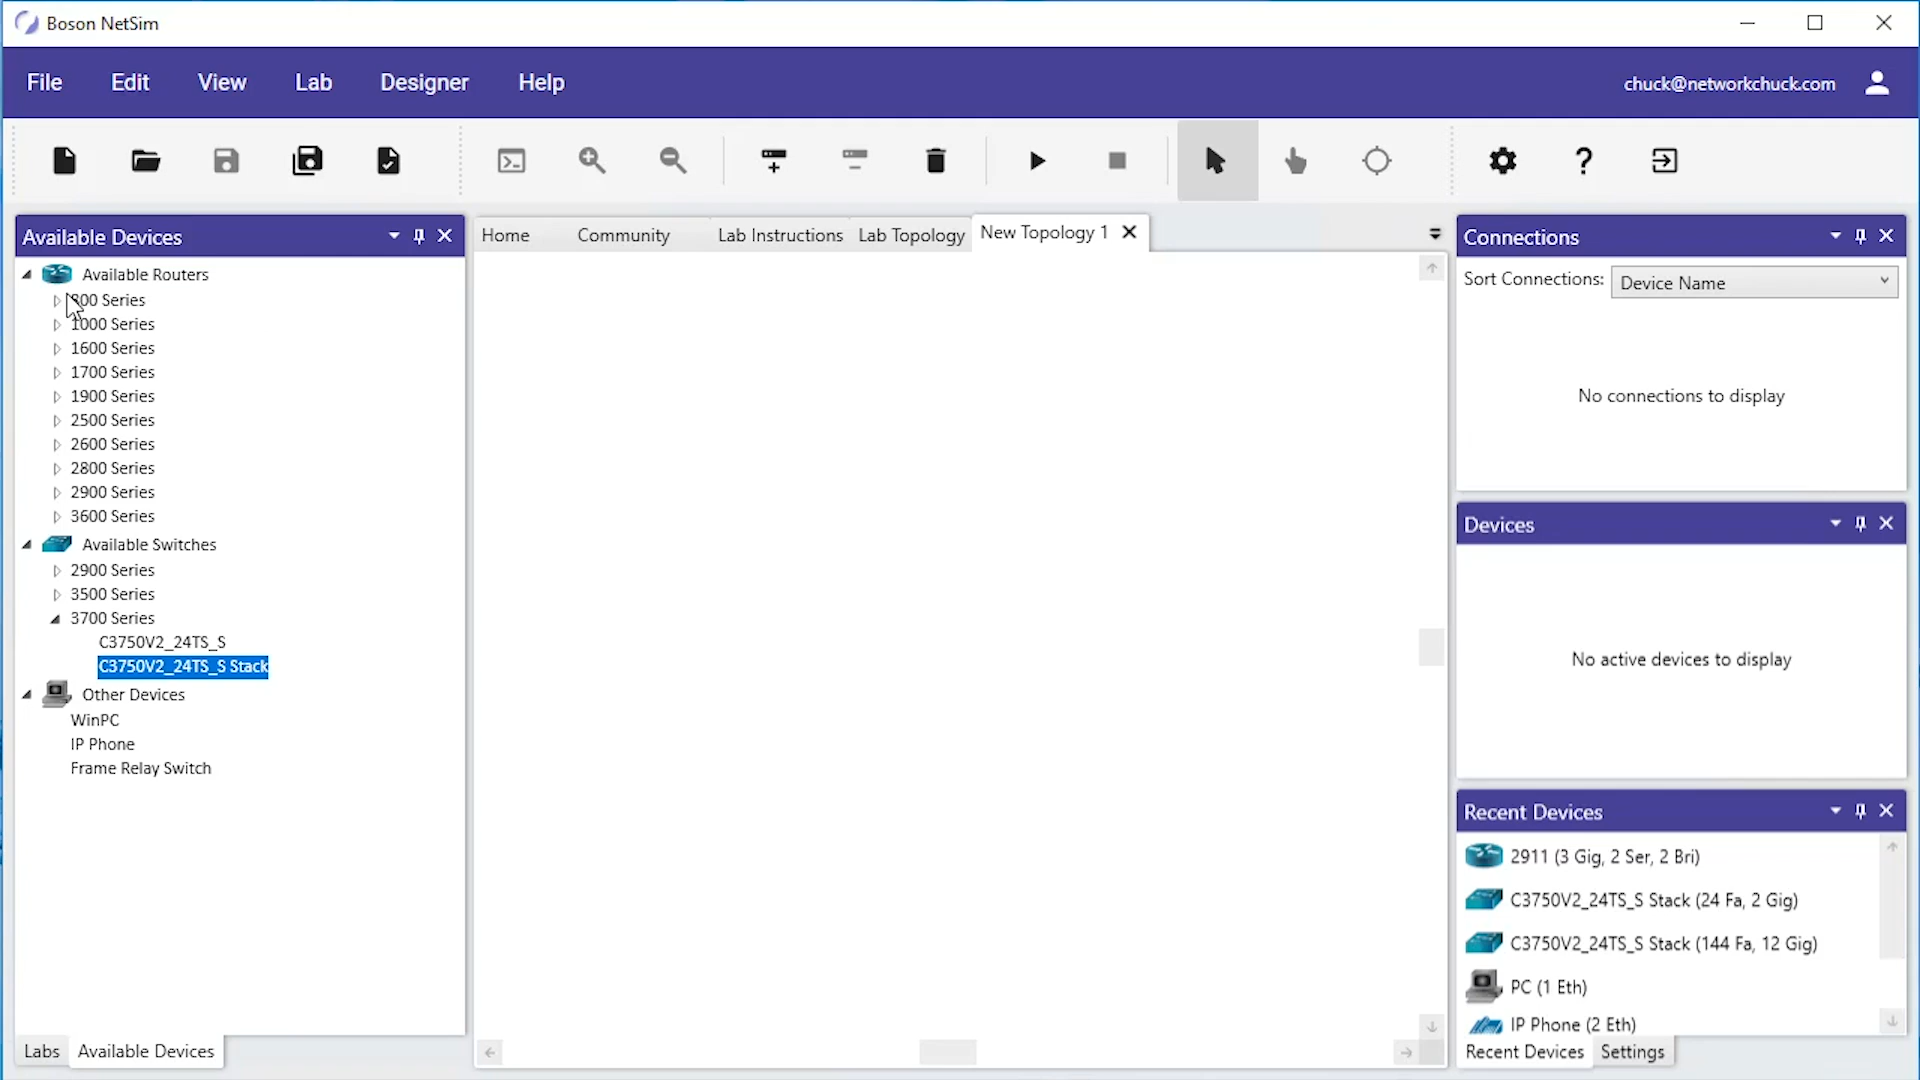 Boson NetSim
File Edit View Lab Designer Help chuck@networkchuck.com
Available Devices
Available Routers
800 Series
1000 Series
1600 Series
1700 Series
1900 Series
2500 Series
2600 Series
2800 Series
2900 Series
3600 Series
Available Switches
2900 Series
3500 Series
3700 Series
C3750V2_24TS_S
C3750V2_24TS_S Stack
Other Devices
WinPC
IP Phone
Frame Relay Switch
Labs Available Devices
Home Community Lab Instructions Lab Topology New Topology 1
Connections
Sort Connections: Device Name
No connections to display
Devices
No active devices to display
Recent Devices
2911 (3 Gig, 2 Ser, 2 Bri)
C3750V2_24TS_S Stack (24 Fa, 2 Gig)
C3750V2_24TS_S Stack (144 Fa, 12 Gig)
PC (1 Eth)
IP Phone (2 Eth)
Recent Devices Settings